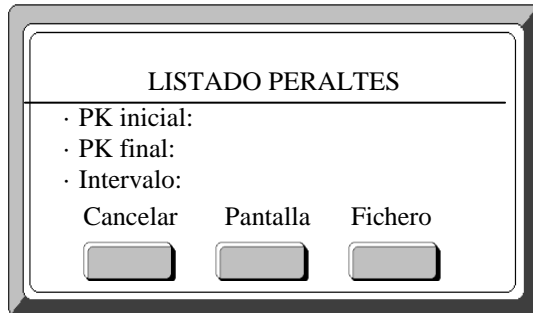 LISTADO PERALTES
· PK inicial:
· PK final:
· Intervalo:
Cancelar Pantalla Fichero